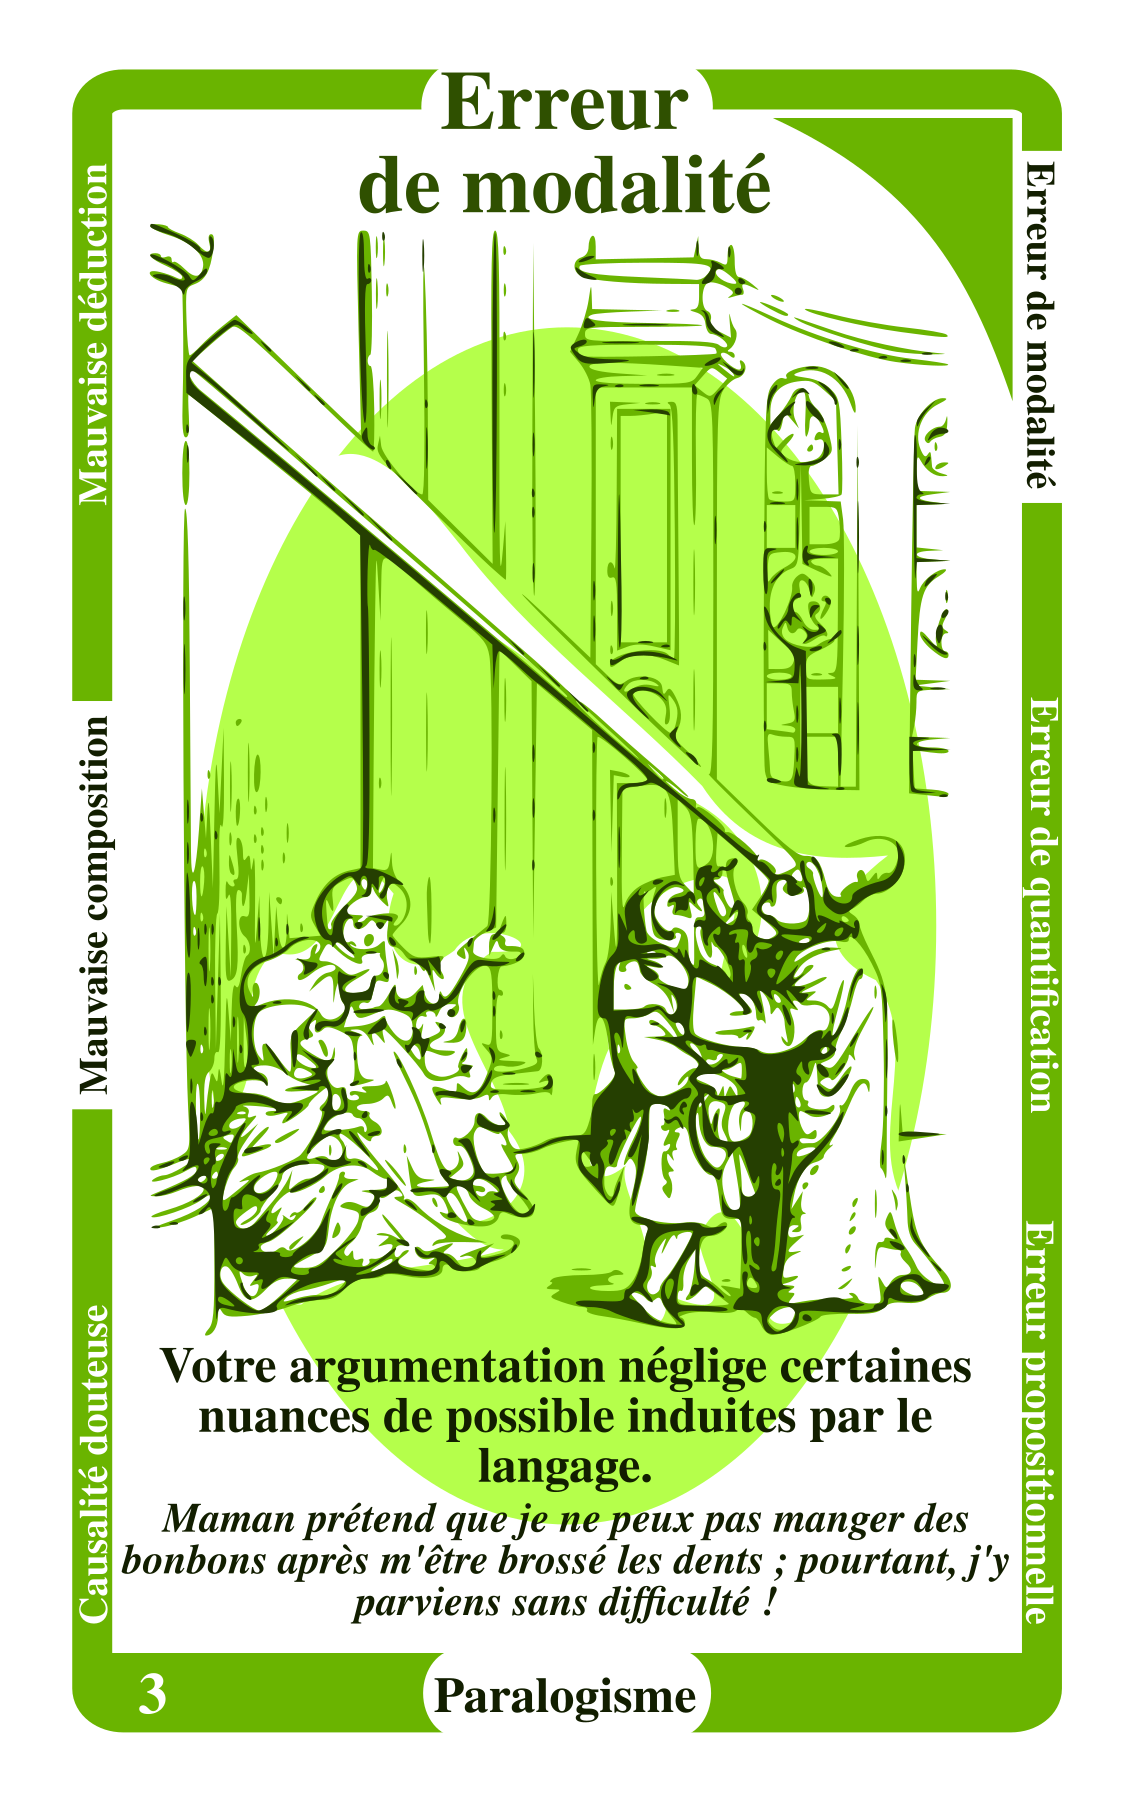 Erreur
de modalité
Mauvaise déduction
Mauvaise composition
Causalité douteuse
Erreur de modalité
Erreur de quantification
Erreur propositionnelle
Votre argumentation néglige certaines
nuances de possible induites par le
langage.
Maman prétend que je ne peux pas manger des
bonbons après m'être brossé les dents ; pourtant, j'y
parviens sans difficulté !
3
Paralogisme